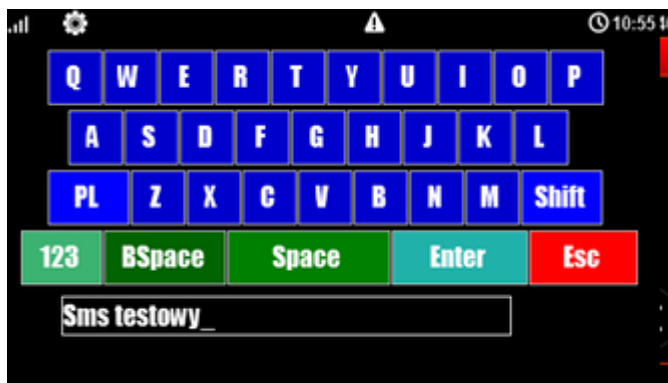 10:55
Q W E R T Y U I O P
A S D F G H J K L
PL Z X C V B N M Shift
123 BSpace Space Enter Esc
Sms testowy_